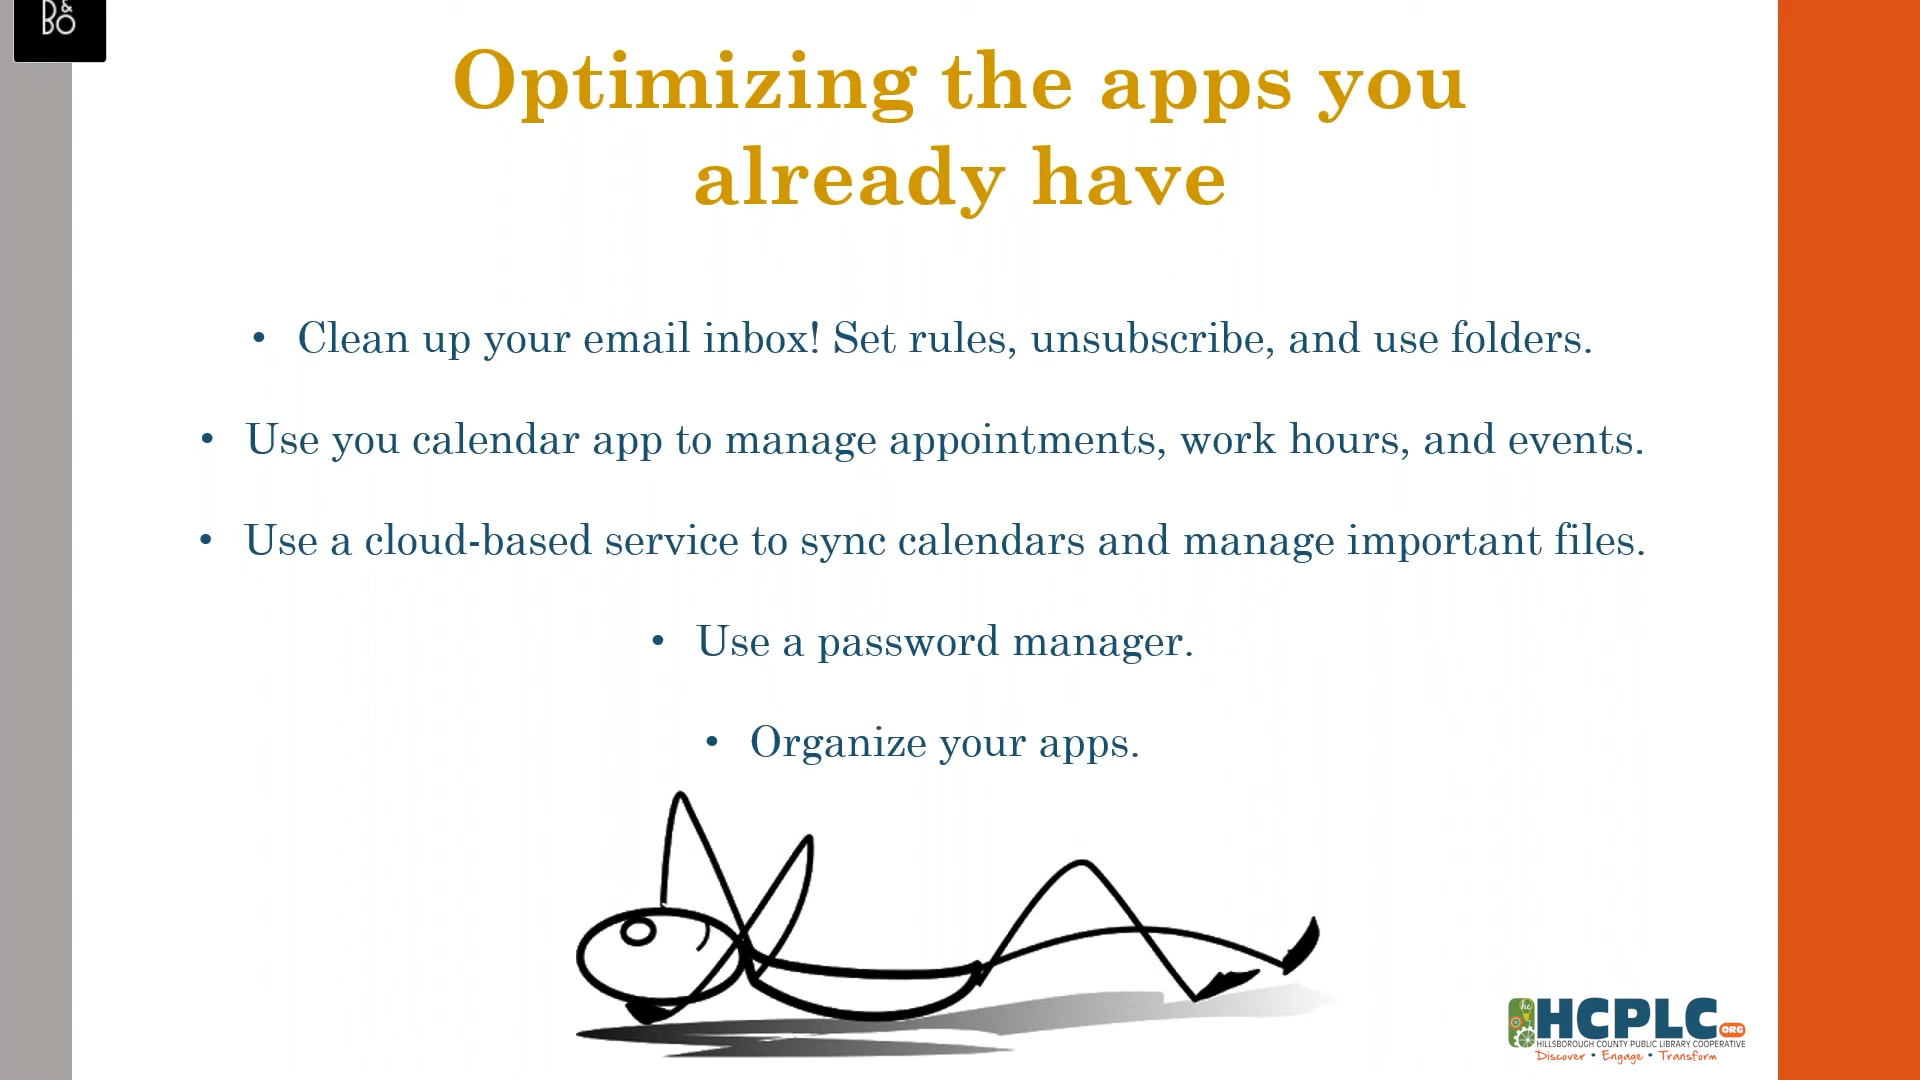 B&O
Optimizing the apps you
already have
• Clean up your email inbox! Set rules, unsubscribe, and use folders.
• Use you calendar app to manage appointments, work hours, and events.
• Use a cloud-based service to sync calendars and manage important files.
• Use a password manager.
• Organize your apps.
hc
HCPLC ORG
HILLSBOROUGH COUNTY PUBLIC LIBRARY COOPERATIVE
Discover • Engage • Transform